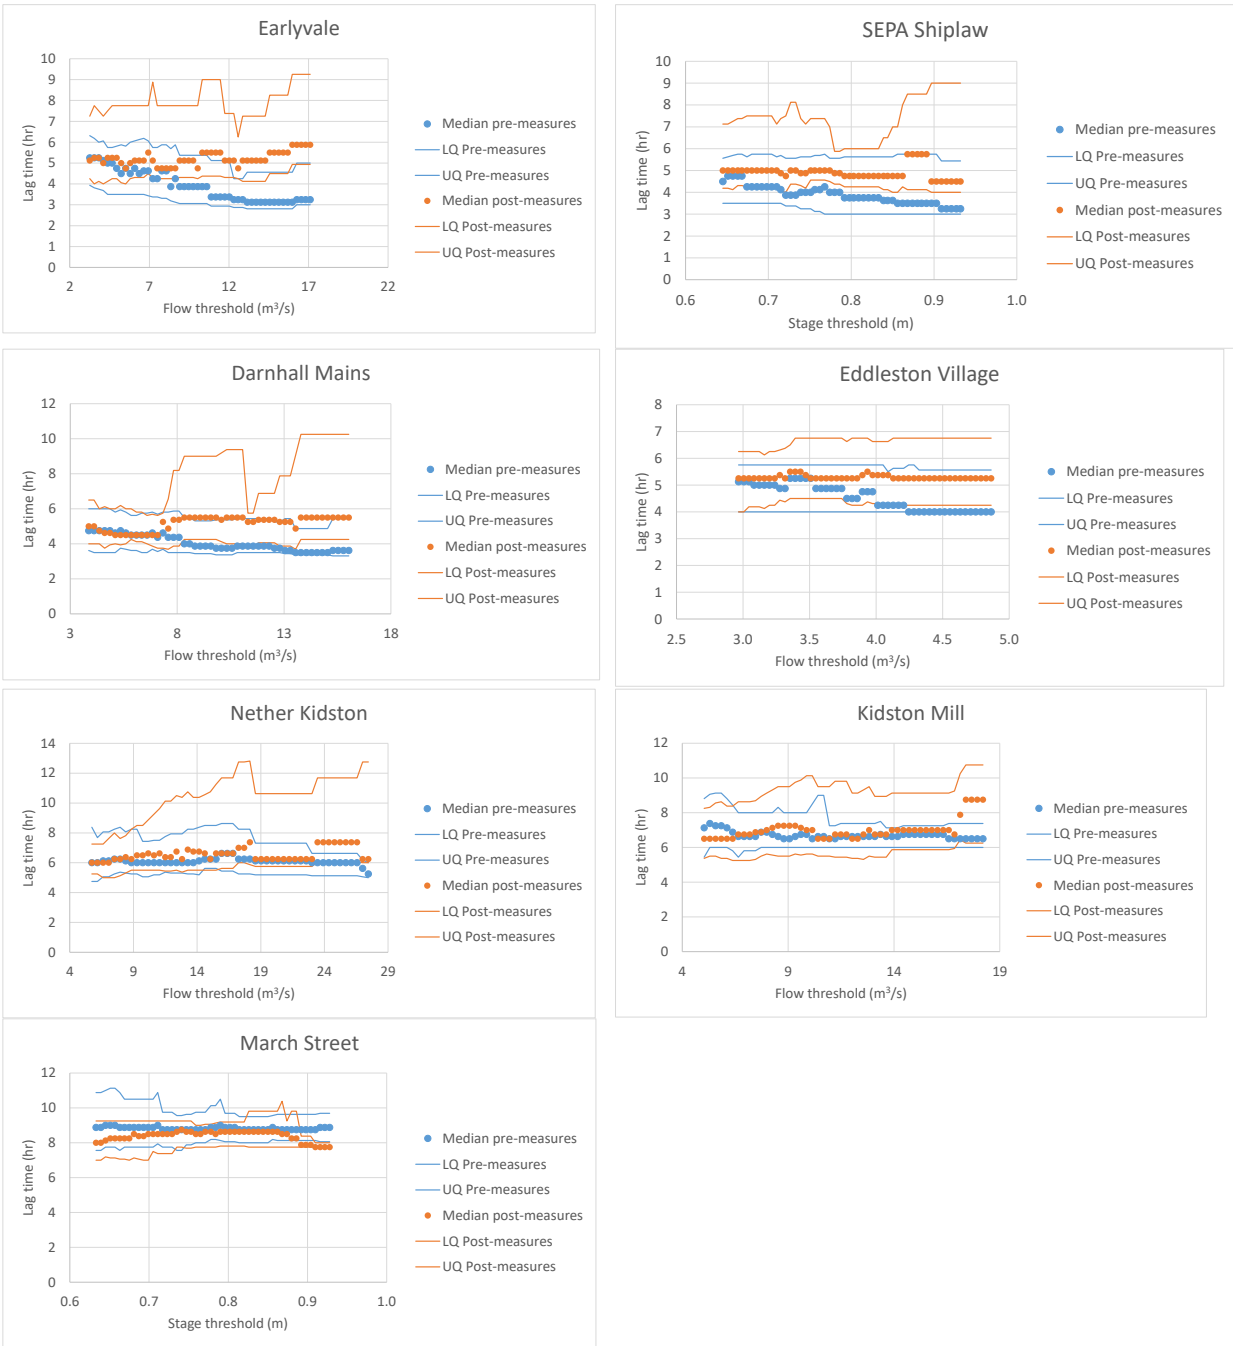 Earlyvale
10
9
8
7
6
5
4
3
2
1
0
Lag time (hr)
2 7 12 17 22
Flow threshold (m³/s)
Median pre-measures
LQ Pre-measures
UQ Pre-measures
Median post-measures
LQ Post-measures
UQ Post-measures
SEPA Shiplaw
10
9
8
7
6
5
4
3
2
1
0
Lag time (hr)
0.6 0.7 0.8 0.9 1.0
Stage threshold (m)
Median pre-measures
LQ Pre-measures
UQ Pre-measures
Median post-measures
LQ Post-measures
UQ Post-measures
Darnhall Mains
12
10
8
6
4
2
0
Lag time (hr)
3 8 13 18
Flow threshold (m³/s)
Median pre-measures
LQ Pre-measures
UQ Pre-measures
Median post-measures
LQ Post-measures
UQ Post-measures
Eddleston Village
8
7
6
5
4
3
2
1
0
Lag time (hr)
2.5 3.0 3.5 4.0 4.5 5.0
Flow threshold (m³/s)
Median pre-measures
LQ Pre-measures
UQ Pre-measures
Median post-measures
LQ Post-measures
UQ Post-measures
Nether Kidston
14
12
10
8
6
4
2
0
Lag time (hr)
4 9 14 19 24 29
Flow threshold (m³/s)
Median pre-measures
LQ Pre-measures
UQ Pre-measures
Median post-measures
LQ Post-measures
UQ Post-measures
Kidston Mill
12
10
8
6
4
2
0
Lag time (hr)
4 9 14 19
Flow threshold (m³/s)
Median pre-measures
LQ Pre-measures
UQ Pre-measures
Median post-measures
LQ Post-measures
UQ Post-measures
March Street
12
10
8
6
4
2
0
Lag time (hr)
0.6 0.7 0.8 0.9 1.0
Stage threshold (m)
Median pre-measures
LQ Pre-measures
UQ Pre-measures
Median post-measures
LQ Post-measures
UQ Post-measures